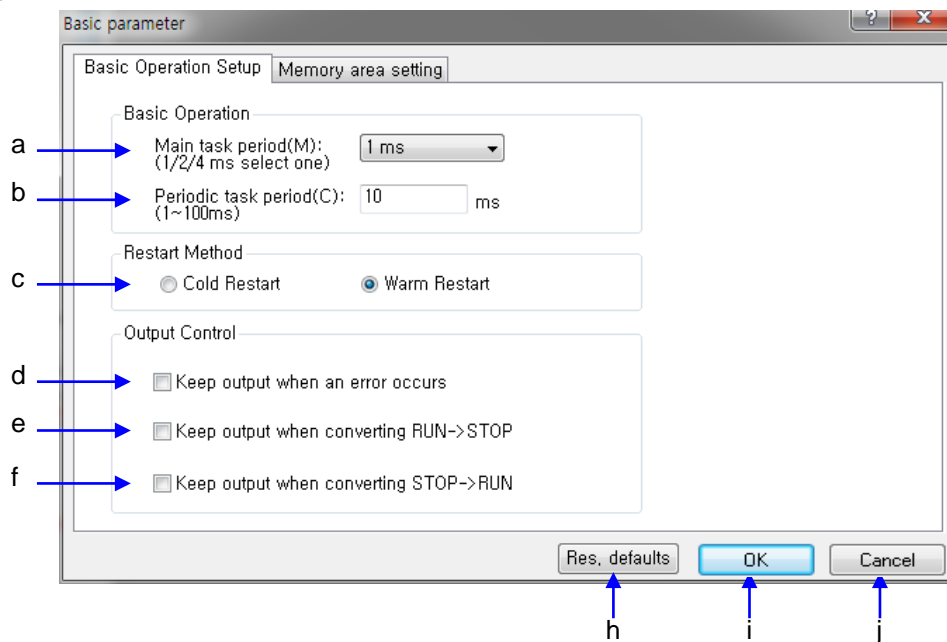 Basic parameter
?
x
Basic Operation Setup
Memory area setting
Basic Operation
a
Main task period(M):
1 ms
(1/2/4 ms select one)
b
Periodic task period(C):
10
ms
(1~100ms)
Restart Method
c
Cold Restart
Warm Restart
Output Control
d
Keep output when an error occurs
e
Keep output when converting RUN->STOP
f
Keep output when converting STOP->RUN
Res, defaults
OK
Cancel
h
i
j